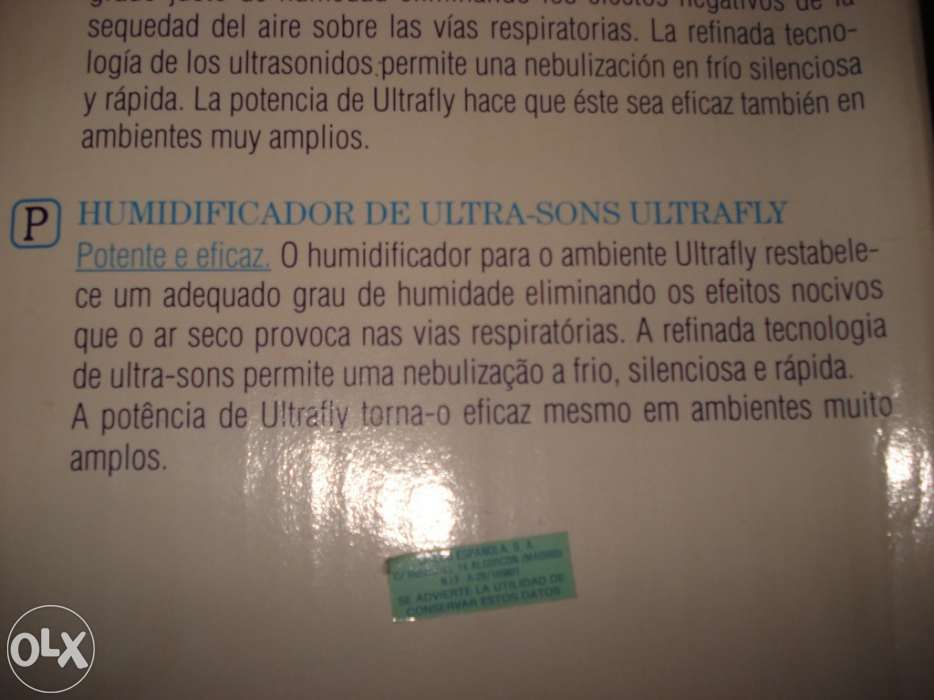 sequedad del aire sobre las vías respiratorias. La refinada tecno-
logía de los ultrasonidos permite una nebulización en frío silenciosa
y rápida. La potencia de Ultrafly hace que éste sea eficaz también en
ambientes muy amplios.
P
HUMIDIFICADOR DE ULTRA-SONS ULTRAFLY
Potente e eficaz. O humidificador para o ambiente Ultrafly restabele-
ce um adequado grau de humidade eliminando os efeitos nocivos
que o ar seco provoca nas vias respiratórias. A refinada tecnologia
de ultra-sons permite uma nebulização a frio, silenciosa e rápida.
A potência de Ultrafly torna-o eficaz mesmo em ambientes muito
amplos.
ESPAÑOLA, S. A.
ALCORCON (MADRID)
SE ADVIERTE LA UTILIDAD DE
CONSERVAR ESTOS DATOS
OLX